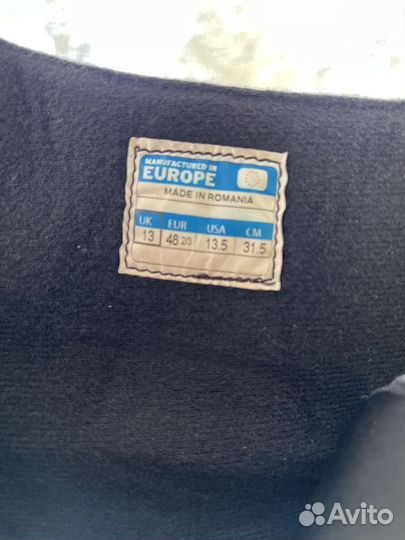 MANUFACTURED IN
EUROPE
MADE IN ROMANIA
UK EUR USA CM
13 48 2/3 13.5 31.5
Avito